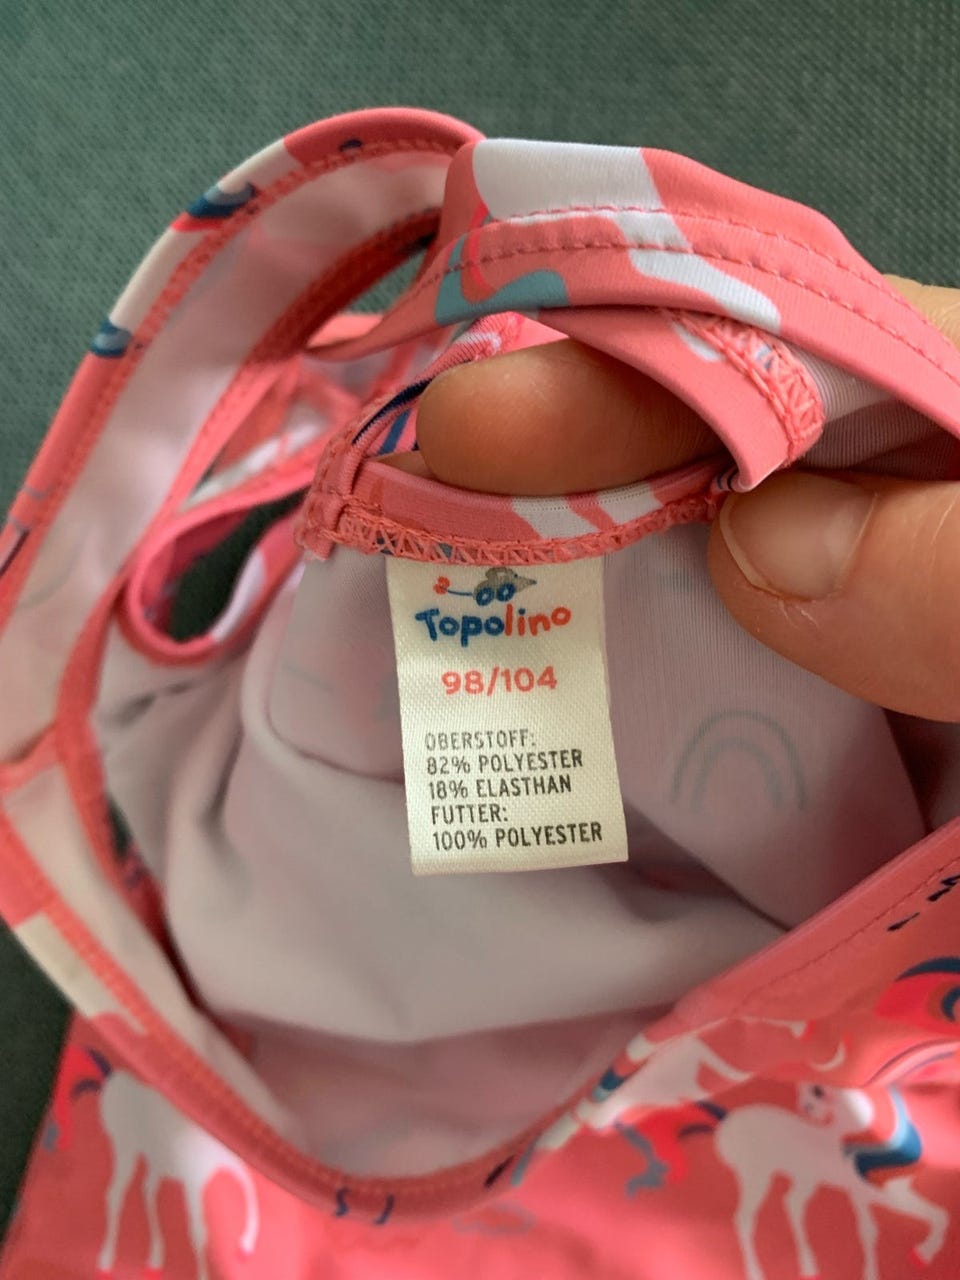 Topolino
98/104
OBERSTOFF:
82% POLYESTER
18% ELASTHAN
FUTTER:
100% POLYESTER